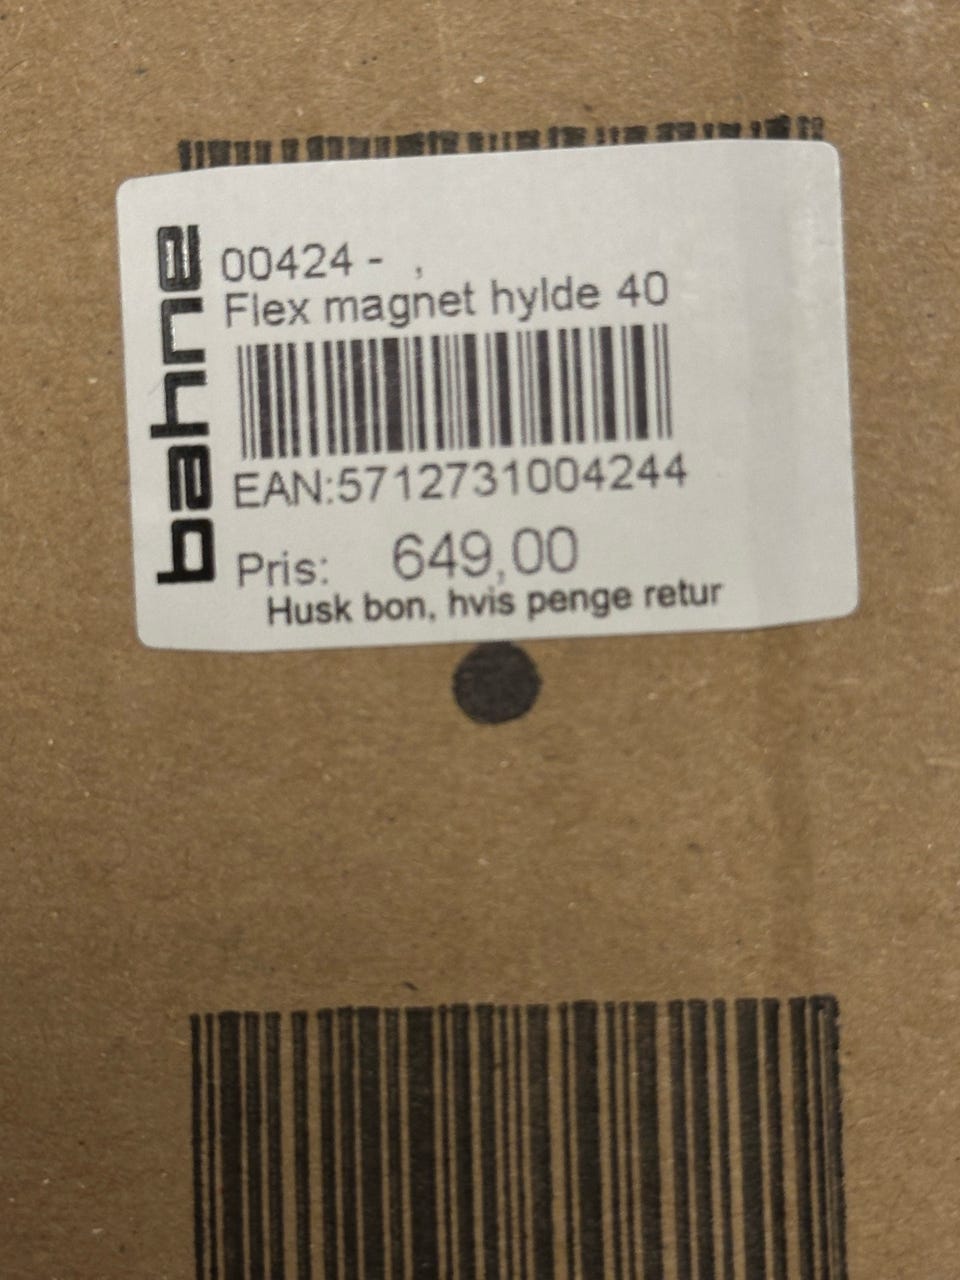 bahne
00424 - ,
Flex magnet hylde 40
EAN:5712731004244
Pris: 649,00
Husk bon, hvis penge retur